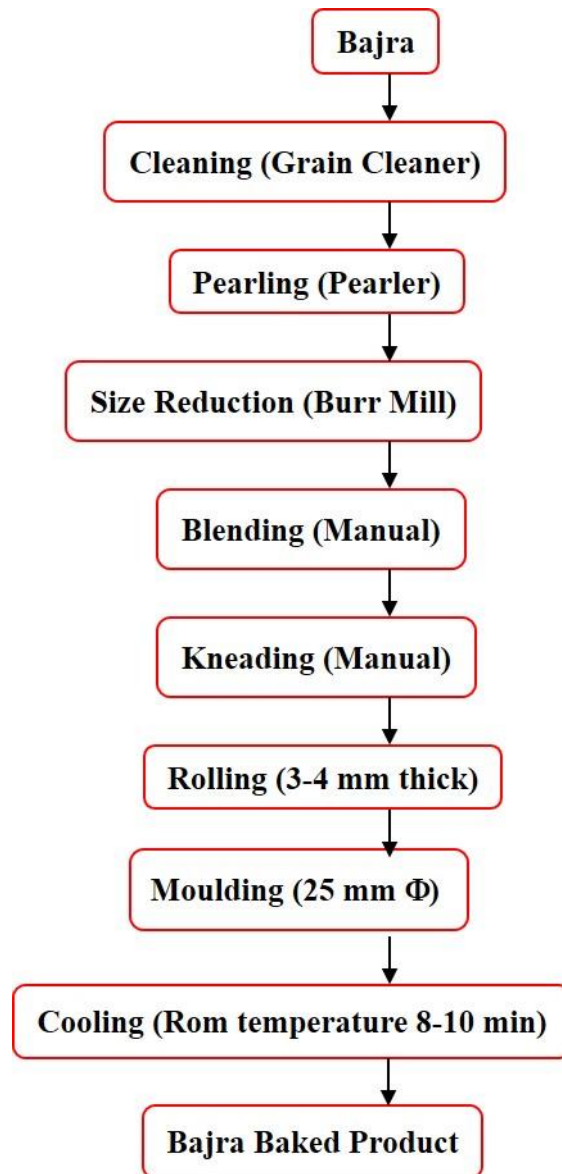 Bajra
Cleaning (Grain Cleaner)
Pearling (Pearler)
Size Reduction (Burr Mill)
Blending (Manual)
Kneading (Manual)
Rolling (3-4 mm thick)
Moulding (25 mm Φ)
Cooling (Rom temperature 8-10 min)
Bajra Baked Product